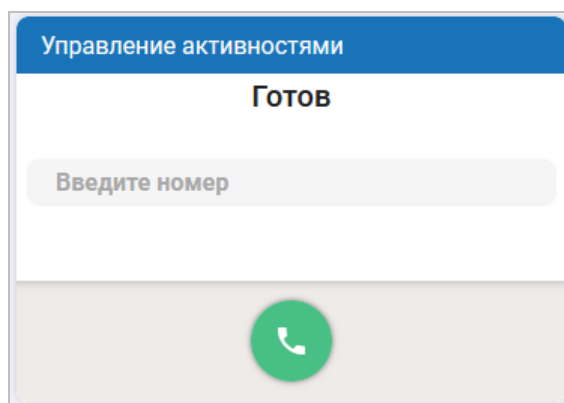 Управление активностями
Готов
Введите номер